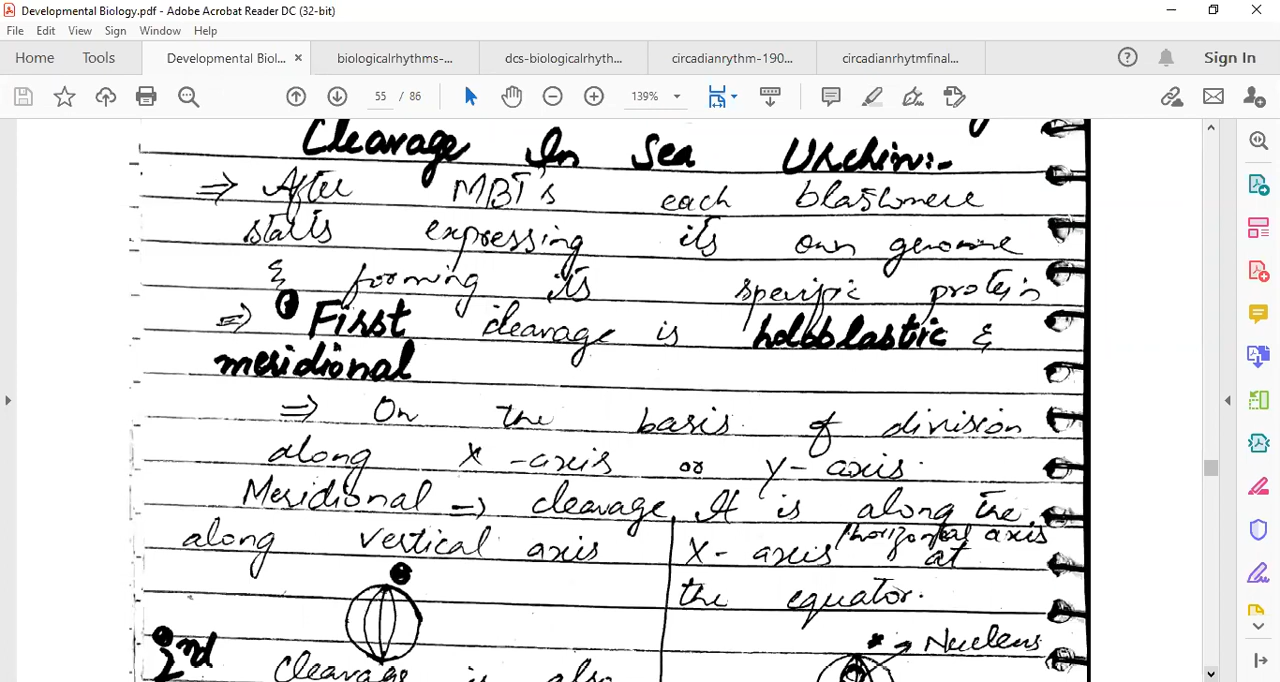 Developmental Biology.pdf - Adobe Acrobat Reader DC (32-bit)
File Edit View Sign Window Help
Home Tools Developmental Biol... × biologicalrhythms-... dcs-biologicalrhyth... circadianrythm-190... circadianrhytmfinal... Sign In
55 / 86 139%
Cleavage In Sea Urchin:-
⇒ After MBT's each blastomere
starts expressing its own genome
& forming its specific protein
⇒ First cleavage is holoblastic &
meridional
⇒ On the basis of division
along X-axis or Y-axis.
Meridional ⇒ cleavage
along vertical axis
It is along the
X-axis / horizontal axis at
the equator.
→ Nucleus
2nd cleavage is also